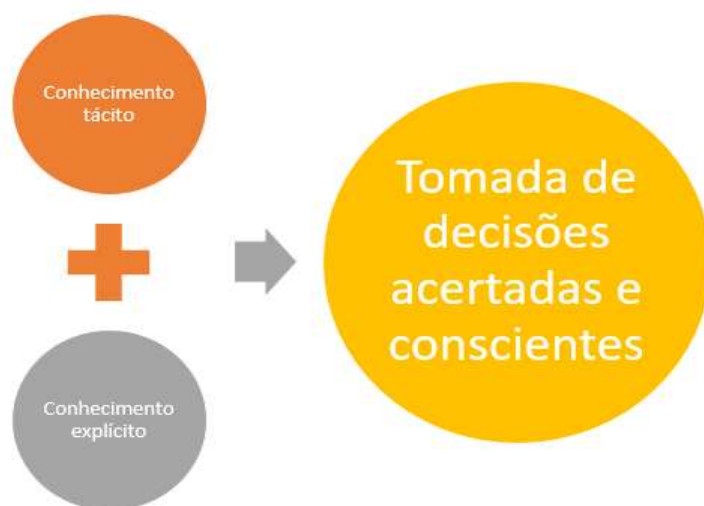 Conhecimento
tácito
Conhecimento
explícito
Tomada de
decisões
acertadas e
conscientes